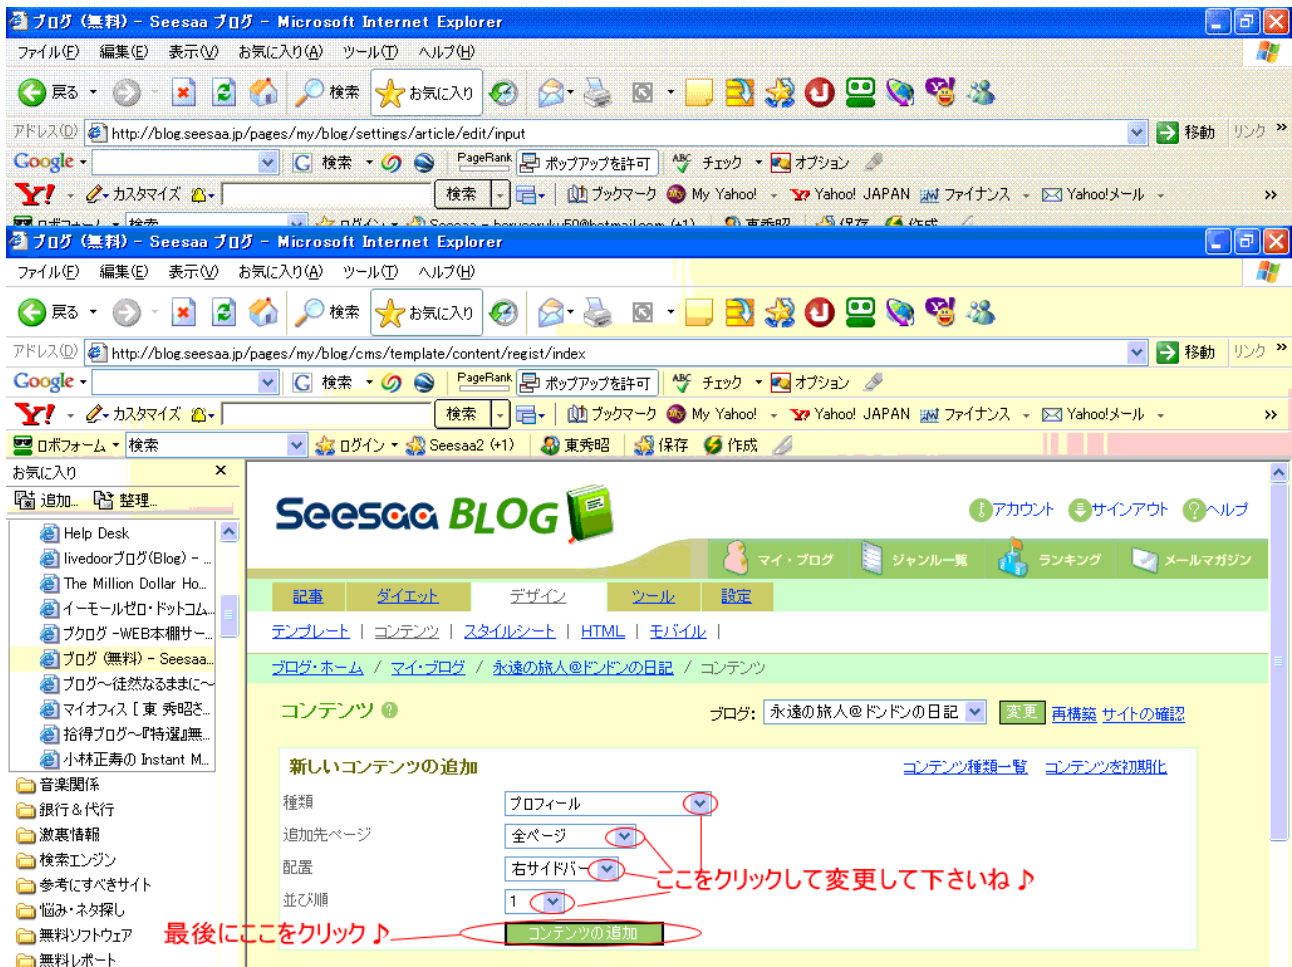 ブログ (無料) - Seesaa ブログ - Microsoft Internet Explorer
ファイル(F) 編集(E) 表示(V) お気に入り(A) ツール(T) ヘルプ(H)
戻る 検索 お気に入り
アドレス(D) http://blog.seesaa.jp/pages/my/blog/settings/article/edit/input 移動 リンク »
Google 検索 PageRank ポップアップを許可 ABC チェック オプション
Y! カスタマイズ 検索 ブックマーク My Yahoo! Yahoo! JAPAN ファイナンス Yahoo!メール »
ロボフォーム 検索 ログイン 東秀昭 保存 作成
ブログ (無料) - Seesaa ブログ - Microsoft Internet Explorer
ファイル(F) 編集(E) 表示(V) お気に入り(A) ツール(T) ヘルプ(H)
戻る 検索 お気に入り
アドレス(D) http://blog.seesaa.jp/pages/my/blog/cms/template/content/regist/index 移動 リンク »
Google 検索 PageRank ポップアップを許可 ABC チェック オプション
Y! カスタマイズ 検索 ブックマーク My Yahoo! Yahoo! JAPAN ファイナンス Yahoo!メール »
ロボフォーム 検索 ログイン Seesaa2 (+1) 東秀昭 保存 作成
お気に入り ×
追加... 整理...
Help Desk
livedoorブログ(Blog) - ...
The Million Dollar Ho...
イーモールゼロ・ドットコム...
ブクログ -WEB本棚サー...
ブログ (無料) - Seesaa...
ブログ～徒然なるままに～
マイオフィス [ 東 秀昭さ...
拾得ブログ～『特選』無...
小林正寿の Instant M...
音楽関係
銀行&代行
激裏情報
検索エンジン
参考にすべきサイト
悩み・ネタ探し
無料ソフトウェア
無料レポート
Seesaa BLOG
アカウント サインアウト ヘルプ
マイ・ブログ ジャンル一覧 ランキング メールマガジン
記事 ダイエット デザイン ツール 設定
テンプレート | コンテンツ | スタイルシート | HTML | モバイル |
ブログ・ホーム / マイ・ブログ / 永遠の旅人@ドンドンの日記 / コンテンツ
コンテンツ ブログ: 永遠の旅人@ドンドンの日記 変更 再構築 サイトの確認
新しいコンテンツの追加 コンテンツ種類一覧 コンテンツを初期化
種類 プロフィール
追加先ページ 全ページ
配置 右サイドバー
ここをクリックして変更して下さいね♪
並び順 1
最後にここをクリック♪ コンテンツの追加